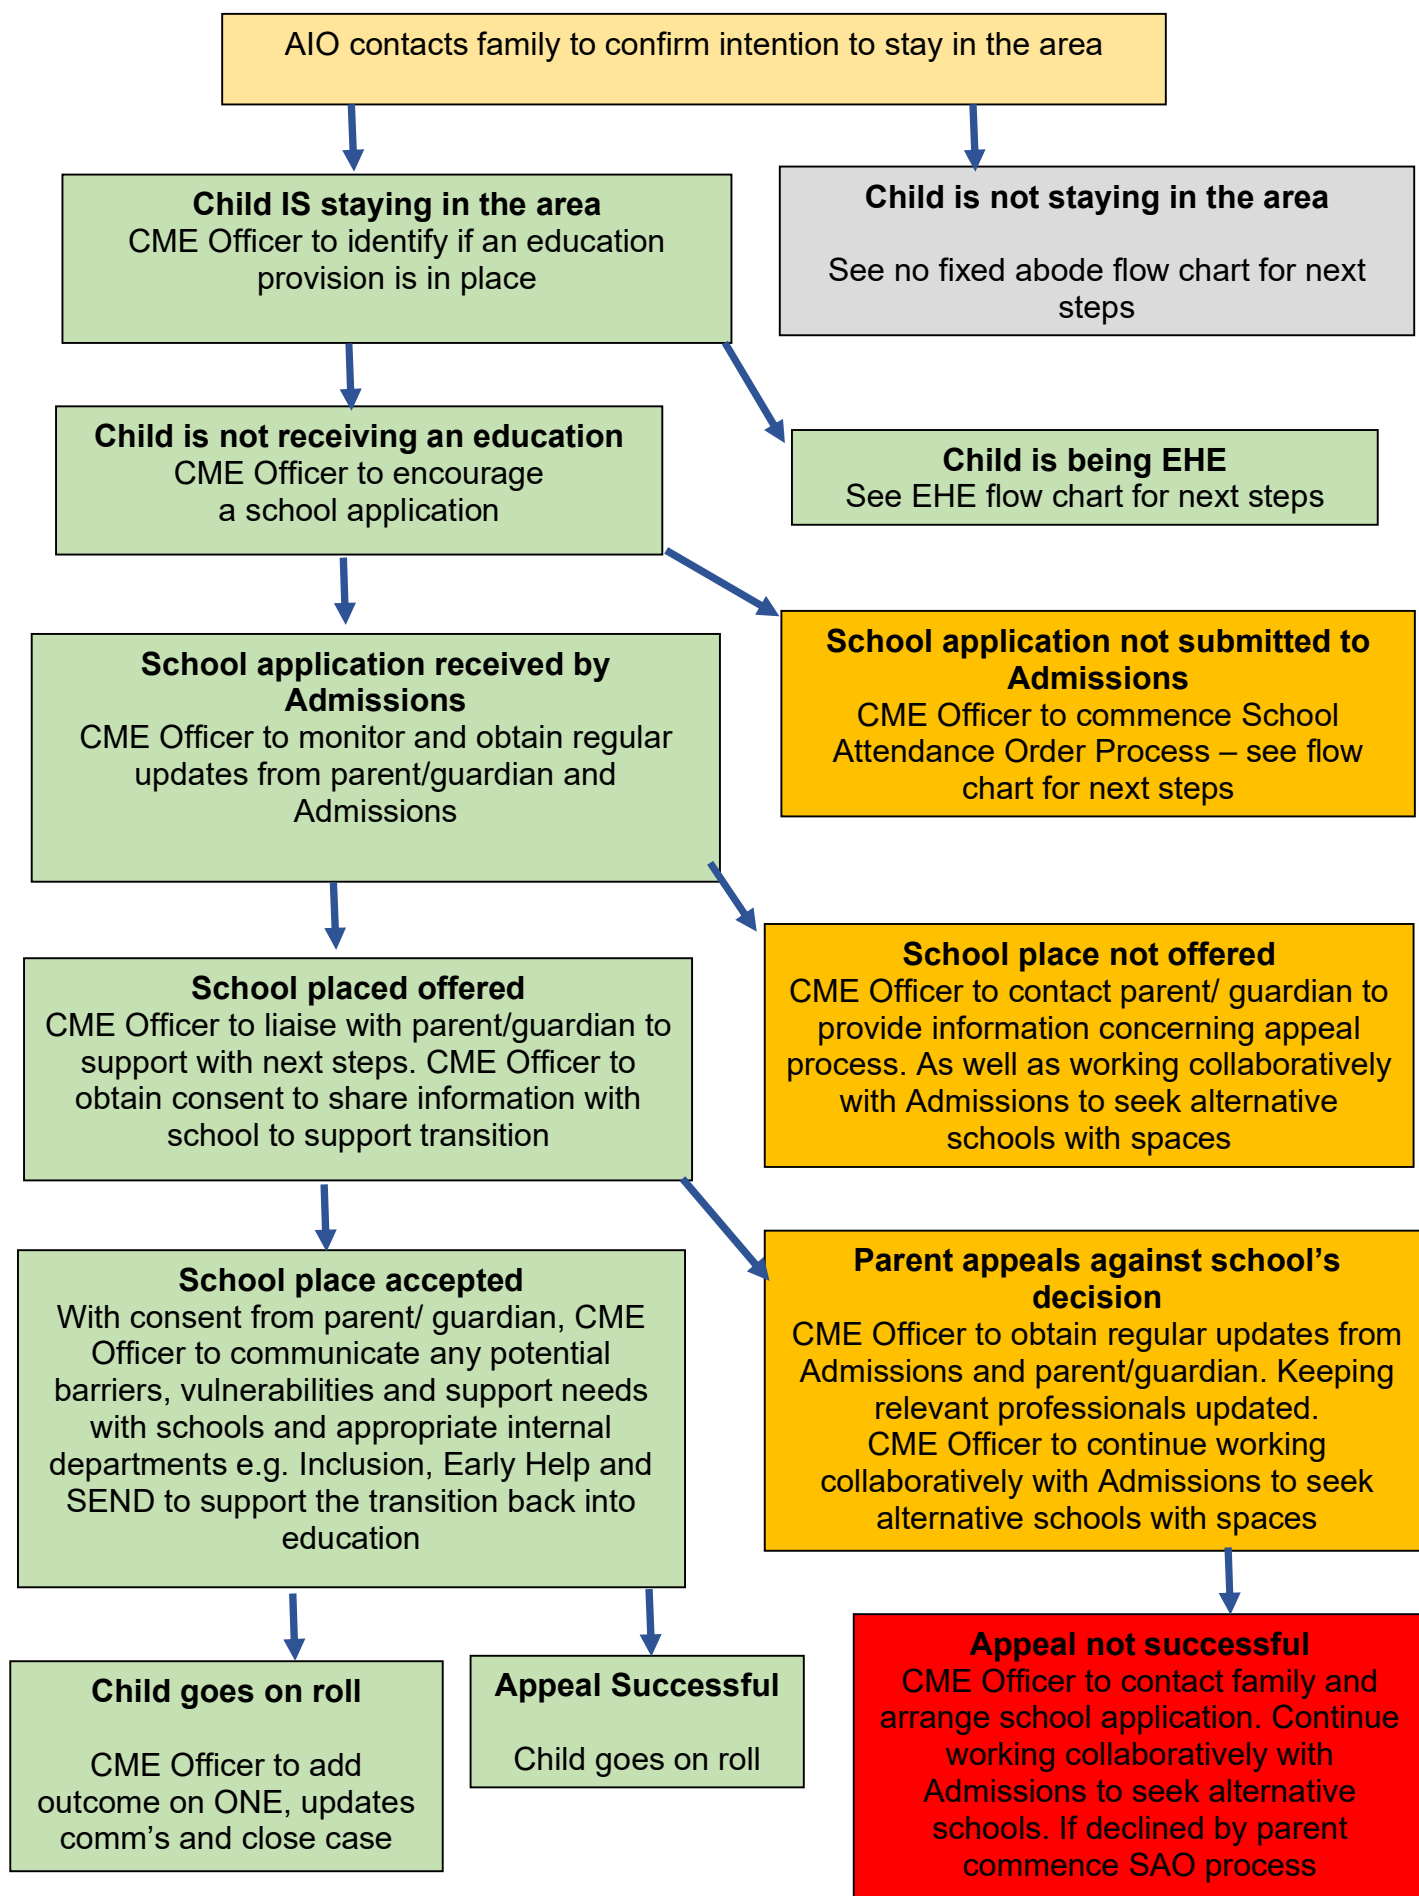 AIO contacts family to confirm intention to stay in the area
Child IS staying in the area
CME Officer to identify if an education
provision is in place
Child is not staying in the area
See no fixed abode flow chart for next
steps
Child is not receiving an education
CME Officer to encourage
a school application
Child is being EHE
See EHE flow chart for next steps
School application received by
Admissions
CME Officer to monitor and obtain regular
updates from parent/guardian and
Admissions
School application not submitted to
Admissions
CME Officer to commence School
Attendance Order Process – see flow
chart for next steps
School placed offered
CME Officer to liaise with parent/guardian to
support with next steps. CME Officer to
obtain consent to share information with
school to support transition
School place not offered
CME Officer to contact parent/ guardian to
provide information concerning appeal
process. As well as working collaboratively
with Admissions to seek alternative
schools with spaces
School place accepted
With consent from parent/ guardian, CME
Officer to communicate any potential
barriers, vulnerabilities and support needs
with schools and appropriate internal
departments e.g. Inclusion, Early Help and
SEND to support the transition back into
education
Parent appeals against school’s
decision
CME Officer to obtain regular updates from
Admissions and parent/guardian. Keeping
relevant professionals updated.
CME Officer to continue working
collaboratively with Admissions to seek
alternative schools with spaces
Child goes on roll
CME Officer to add
outcome on ONE, updates
comm’s and close case
Appeal Successful
Child goes on roll
Appeal not successful
CME Officer to contact family and
arrange school application. Continue
working collaboratively with
Admissions to seek alternative
schools. If declined by parent
commence SAO process